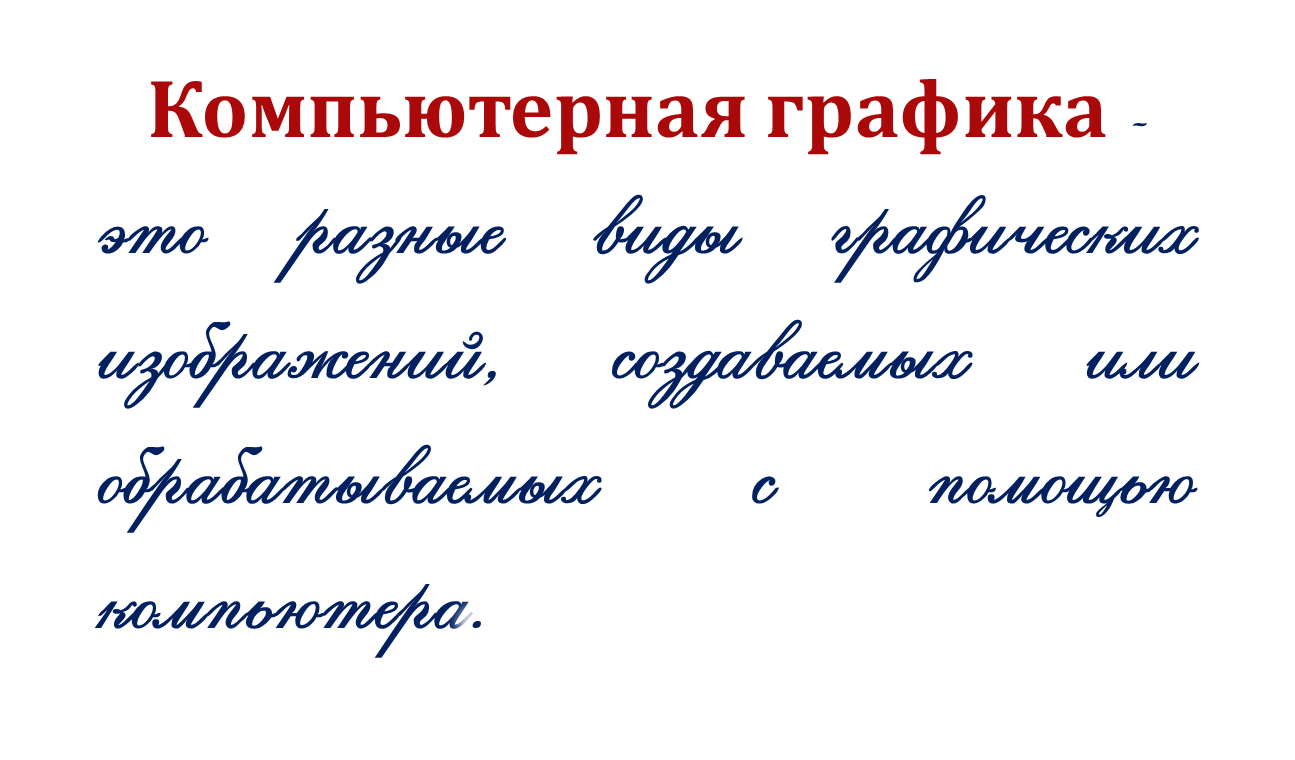 Компьютерная графика -
это разные виды графических
изображений, создаваемых или
обрабатываемых с помощью
компьютера.